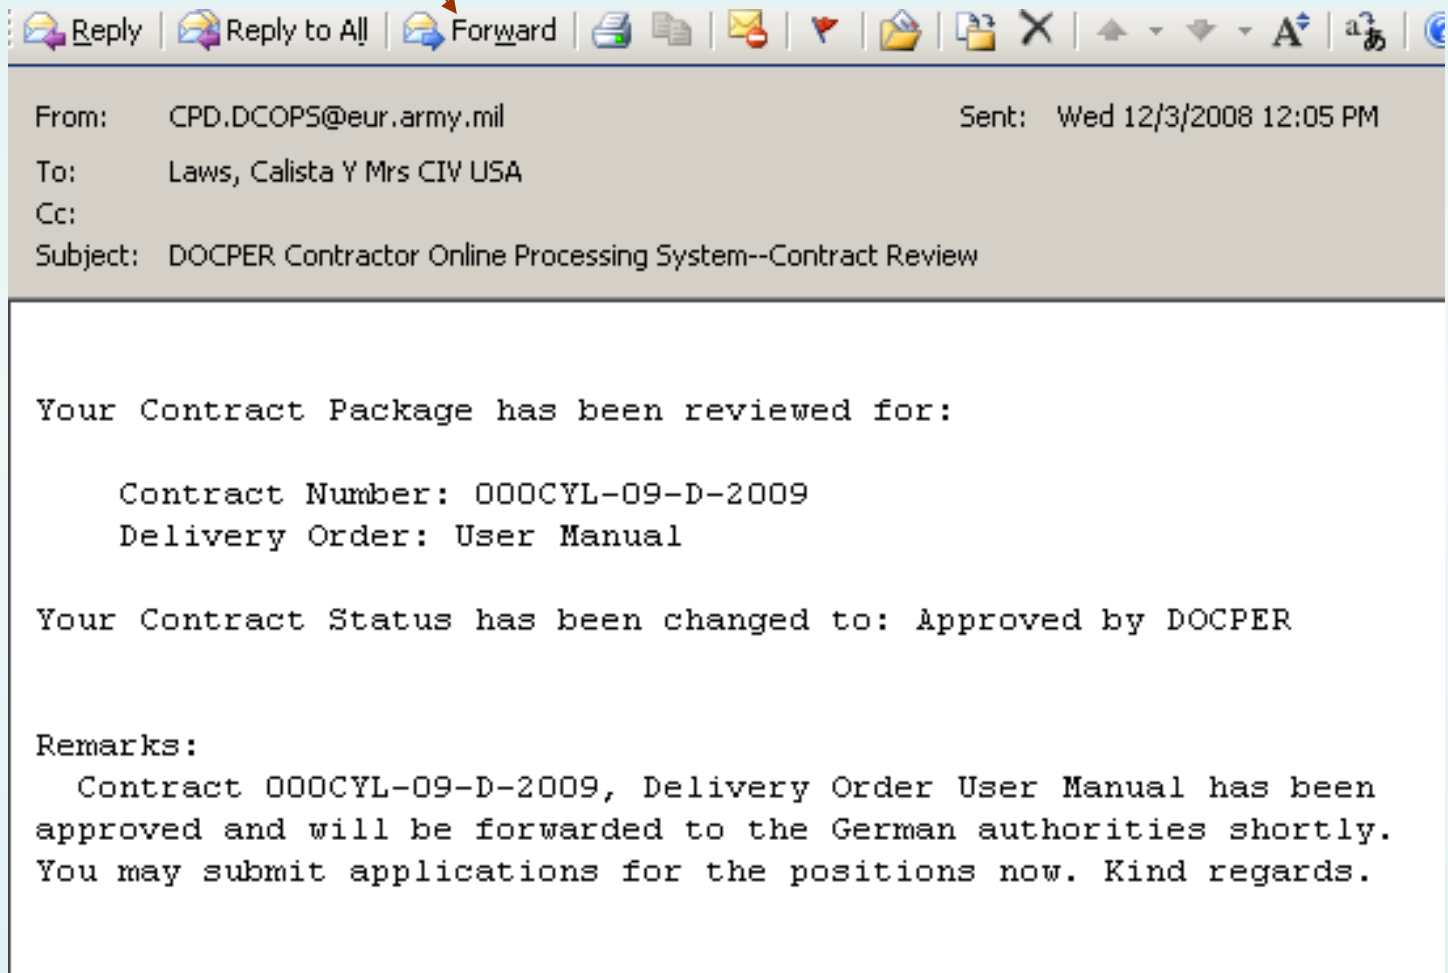 Reply Reply to All Forward A aあ
From: CPD.DCOPS@eur.army.mil Sent: Wed 12/3/2008 12:05 PM
To: Laws, Calista Y Mrs CIV USA
Cc:
Subject: DOCPER Contractor Online Processing System--Contract Review
Your Contract Package has been reviewed for:
Contract Number: 000CYL-09-D-2009
Delivery Order: User Manual
Your Contract Status has been changed to: Approved by DOCPER
Remarks:
Contract 000CYL-09-D-2009, Delivery Order User Manual has been
approved and will be forwarded to the German authorities shortly.
You may submit applications for the positions now. Kind regards.